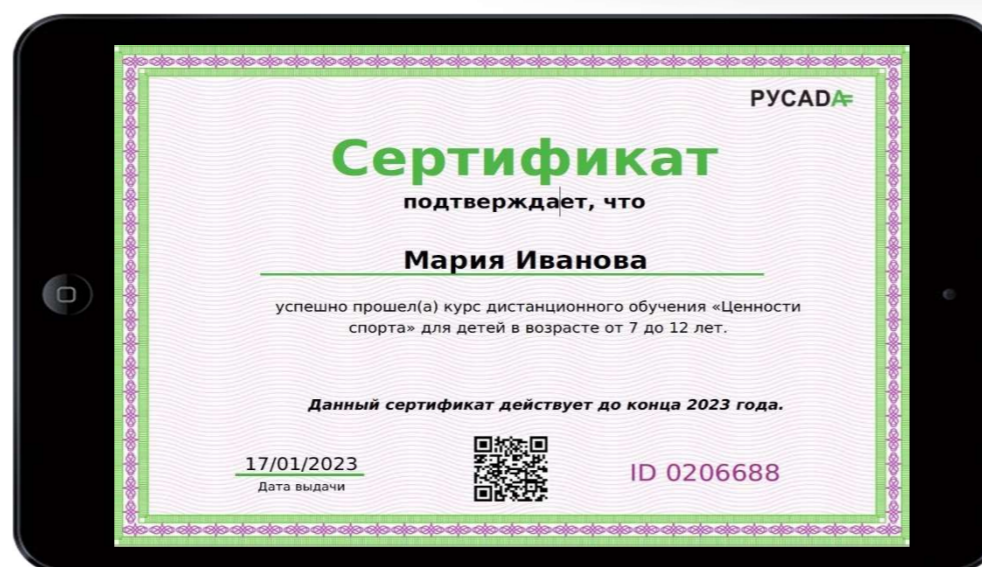 РУСАDA
Сертификат
подтверждает, что
Мария Иванова
успешно прошел(а) курс дистанционного обучения «Ценности
спорта» для детей в возрасте от 7 до 12 лет.
Данный сертификат действует до конца 2023 года.
17/01/2023
Дата выдачи
ID 0206688